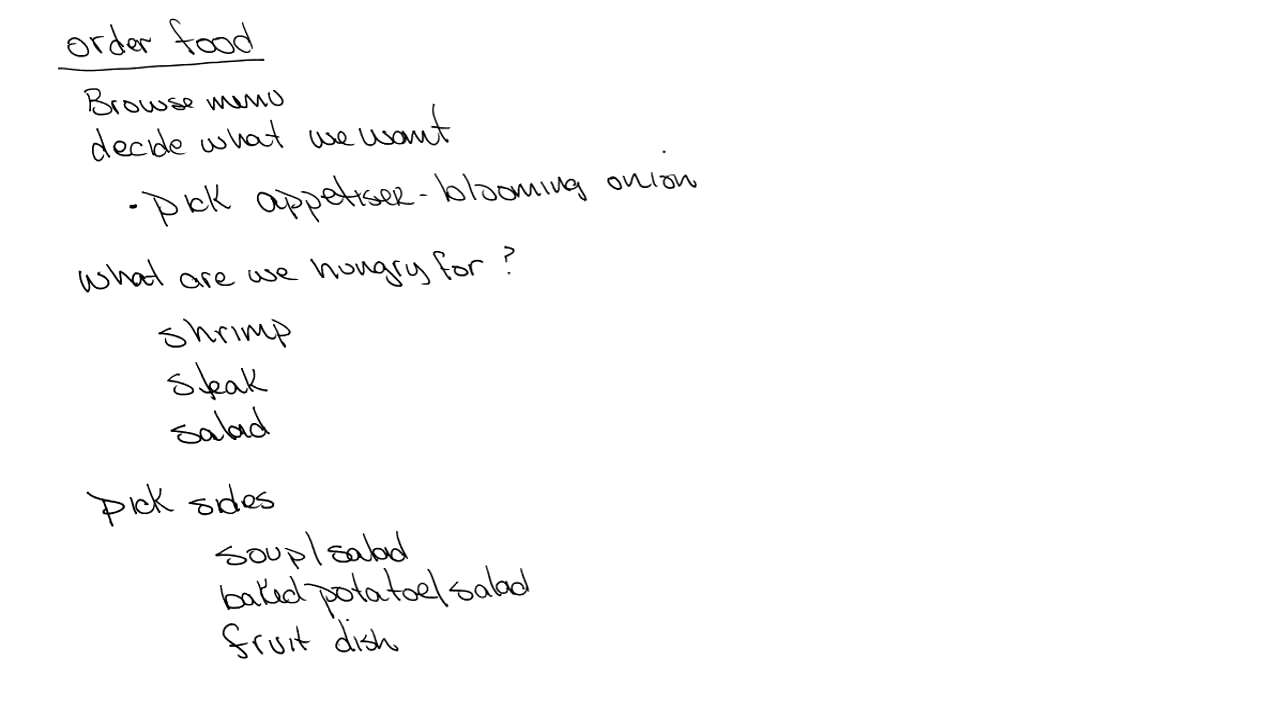 order food
Browse menu
decide what we want
• pick appetiser - blooming onion
what are we hungry for ?
shrimp
steak
salad
pick sides
soup/salad
baked potatoe/salad
fruit dish